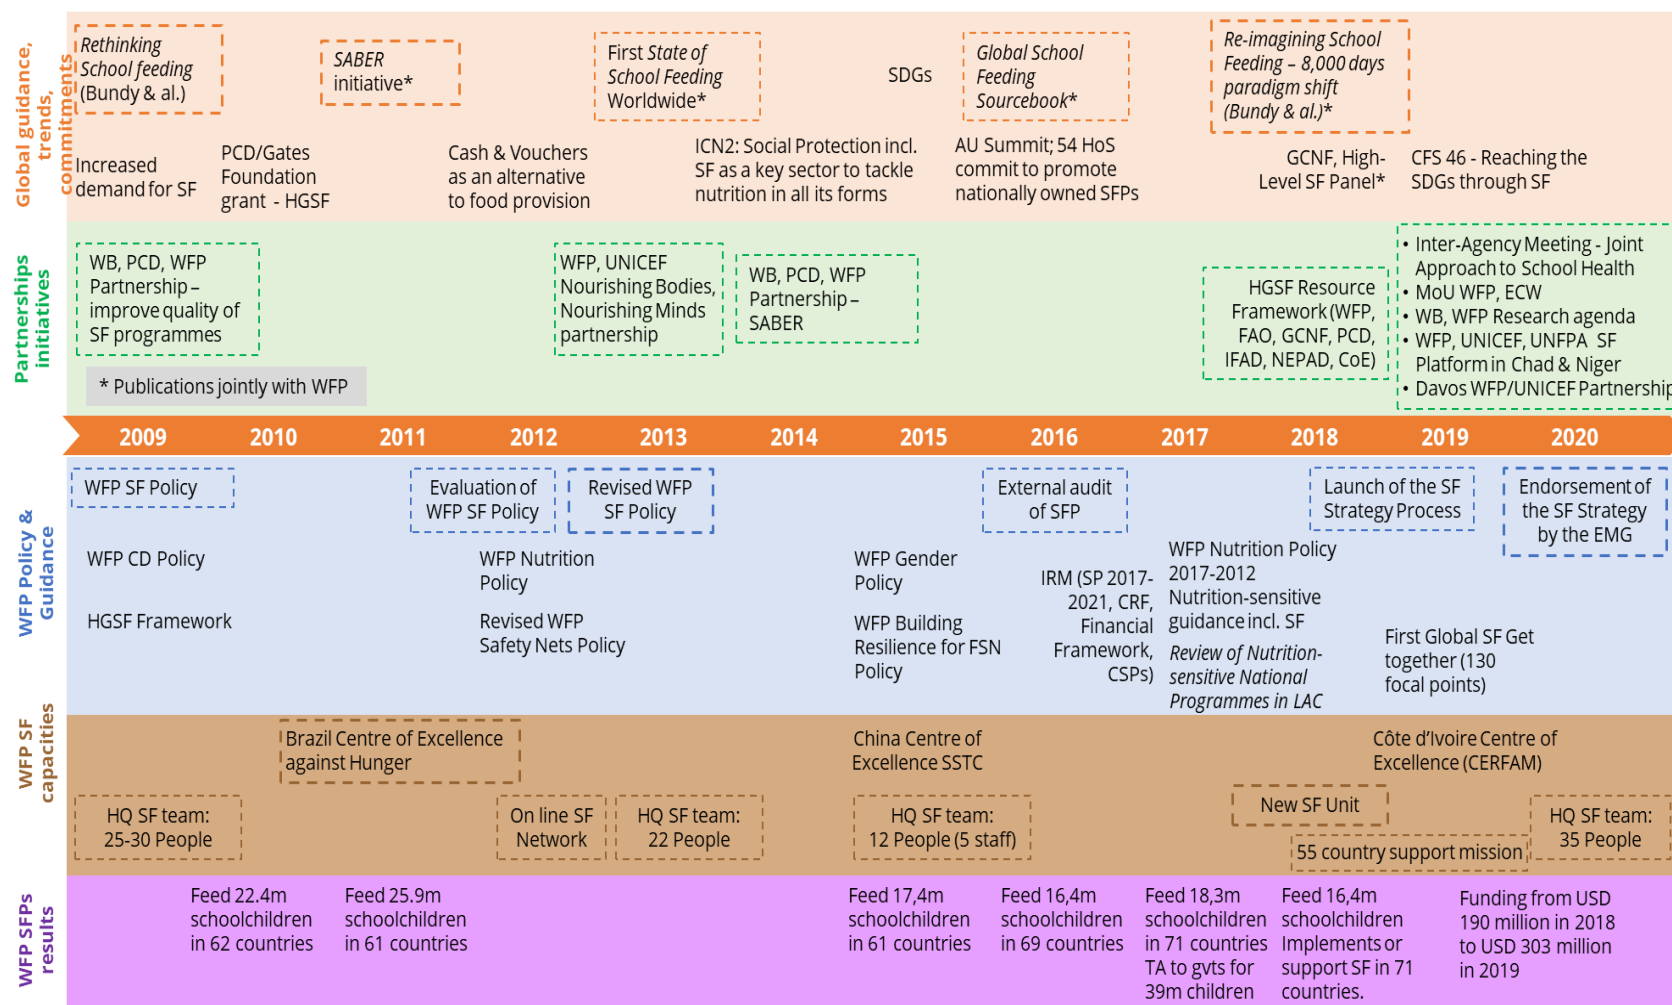 Global guidance,
trends,
commitments
Rethinking
School feeding
(Bundy & al.)
SABER
initiative*
First State of
School Feeding
Worldwide*
SDGs
Global School
Feeding
Sourcebook*
Re-imagining School
Feeding – 8,000 days
paradigm shift
(Bundy & al.)*
Increased
demand for SF
PCD/Gates
Foundation
grant - HGSF
Cash & Vouchers
as an alternative
to food provision
ICN2: Social Protection incl.
SF as a key sector to tackle
nutrition in all its forms
AU Summit; 54 HoS
commit to promote
nationally owned SFPs
GCNF, High-
Level SF Panel*
CFS 46 - Reaching the
SDGs through SF
Partnerships
initiatives
WB, PCD, WFP
Partnership –
improve quality of
SF programmes
WFP, UNICEF
Nourishing Bodies,
Nourishing Minds
partnership
WB, PCD, WFP
Partnership –
SABER
HGSF Resource
Framework (WFP,
FAO, GCNF, PCD,
IFAD, NEPAD, CoE)
• Inter-Agency Meeting - Joint
Approach to School Health
• MoU WFP, ECW
• WB, WFP Research agenda
• WFP, UNICEF, UNFPA SF
Platform in Chad & Niger
• Davos WFP/UNICEF Partnership
* Publications jointly with WFP
2009 2010 2011 2012 2013 2014 2015 2016 2017 2018 2019 2020
WFP Policy &
Guidance
WFP SF Policy
Evaluation of
WFP SF Policy
Revised WFP
SF Policy
External audit
of SFP
Launch of the SF
Strategy Process
Endorsement of
the SF Strategy
by the EMG
WFP CD Policy
HGSF Framework
WFP Nutrition
Policy
Revised WFP
Safety Nets Policy
WFP Gender
Policy
WFP Building
Resilience for FSN
Policy
IRM (SP 2017-
2021, CRF,
Financial
Framework,
CSPs)
WFP Nutrition Policy
2017-2012
Nutrition-sensitive
guidance incl. SF
Review of Nutrition-
sensitive National
Programmes in LAC
First Global SF Get
together (130
focal points)
WFP SF
capacities
Brazil Centre of Excellence
against Hunger
China Centre of
Excellence SSTC
Côte d’Ivoire Centre of
Excellence (CERFAM)
HQ SF team:
25-30 People
On line SF
Network
HQ SF team:
22 People
HQ SF team:
12 People (5 staff)
New SF Unit
55 country support mission
HQ SF team:
35 People
WFP SFPs
results
Feed 22.4m
schoolchildren
in 62 countries
Feed 25.9m
schoolchildren
in 61 countries
Feed 17,4m
schoolchildren
in 61 countries
Feed 16,4m
schoolchildren
in 69 countries
Feed 18,3m
schoolchildren
in 71 countries
TA to gvts for
39m children
Feed 16,4m
schoolchildren
Implements or
support SF in 71
countries.
Funding from USD
190 million in 2018
to USD 303 million
in 2019